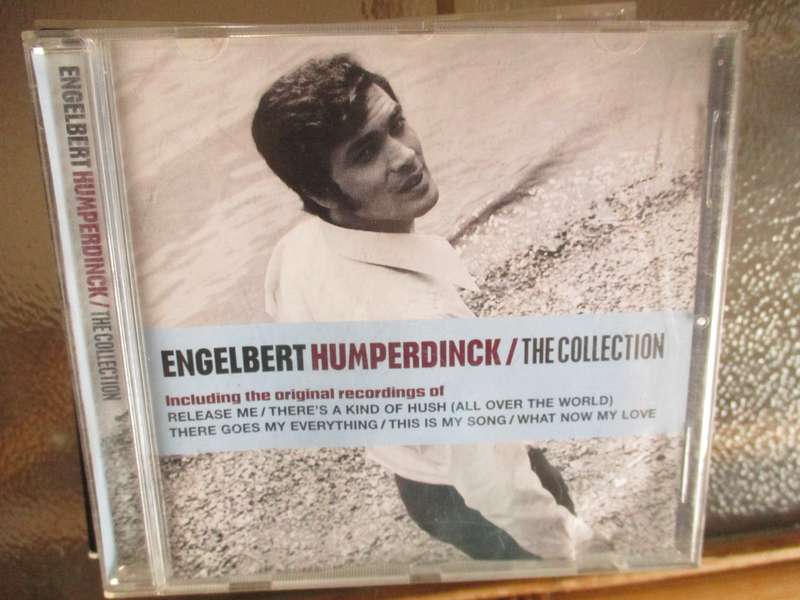 ENGELBERT HUMPERDINCK / THE COLLECTION
ENGELBERT HUMPERDINCK / THE COLLECTION
Including the original recordings of
RELEASE ME / THERE'S A KIND OF HUSH (ALL OVER THE WORLD)
THERE GOES MY EVERYTHING / THIS IS MY SONG / WHAT NOW MY LOVE